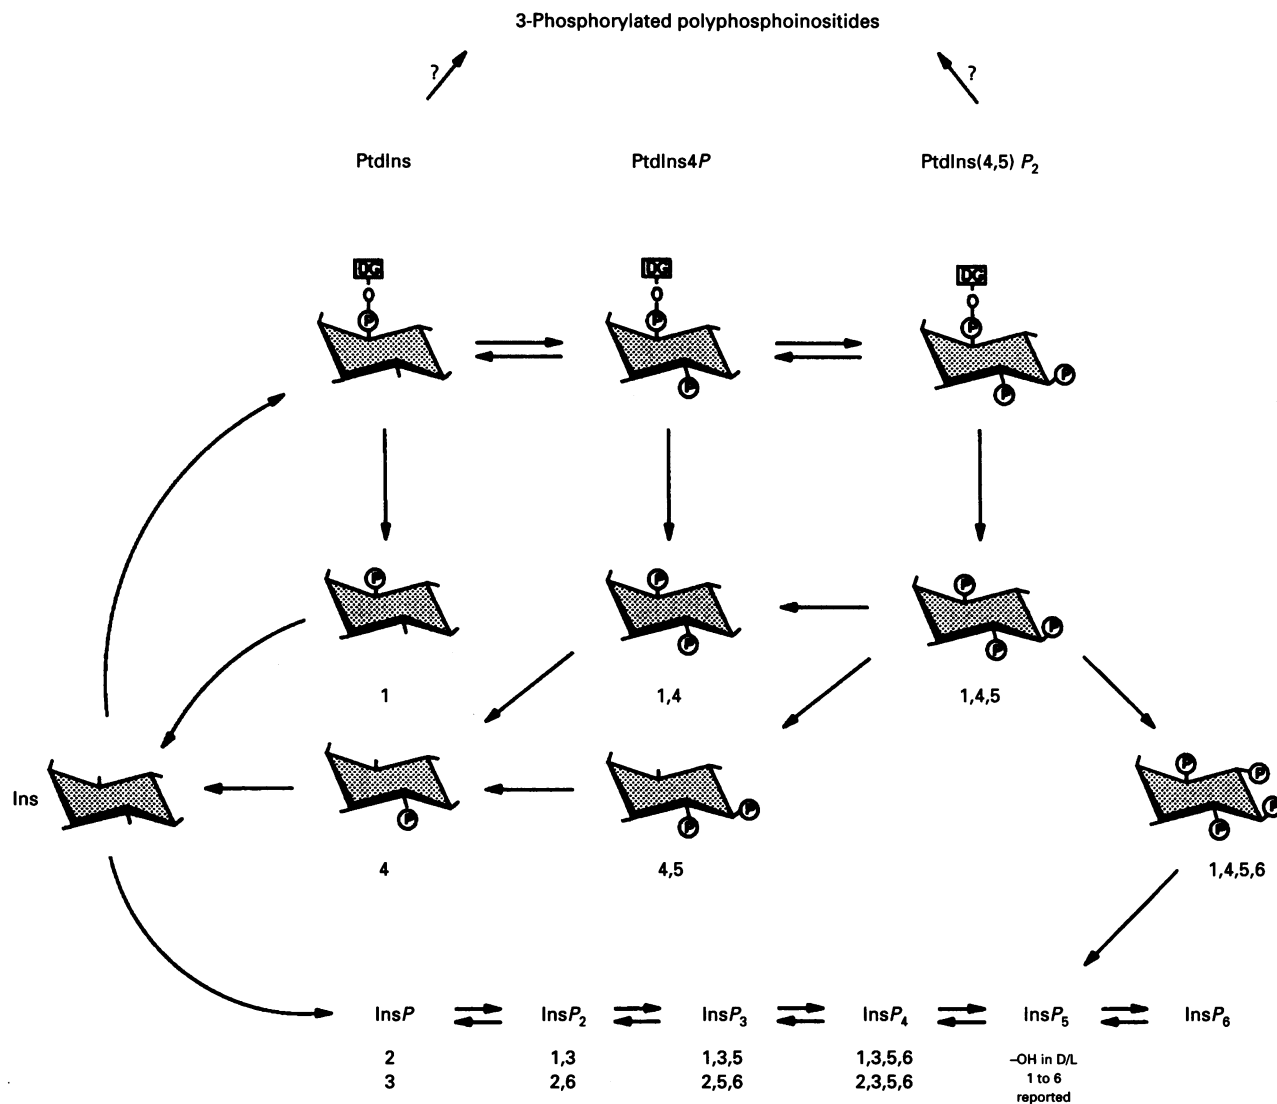 3-Phosphorylated polyphosphoinositides
? ?
PtdIns PtdIns4P PtdIns(4,5) P₂
DG DG DG
O O O
P P P
P P P
P P P
P P P
1 1,4 1,4,5
P P
Ins P P P P P
4 4,5 1,4,5,6
InsP InsP₂ InsP₃ InsP₄ InsP₅ InsP₆
2 1,3 1,3,5 1,3,5,6 –OH in D/L
3 2,6 2,5,6 2,3,5,6 1 to 6
reported